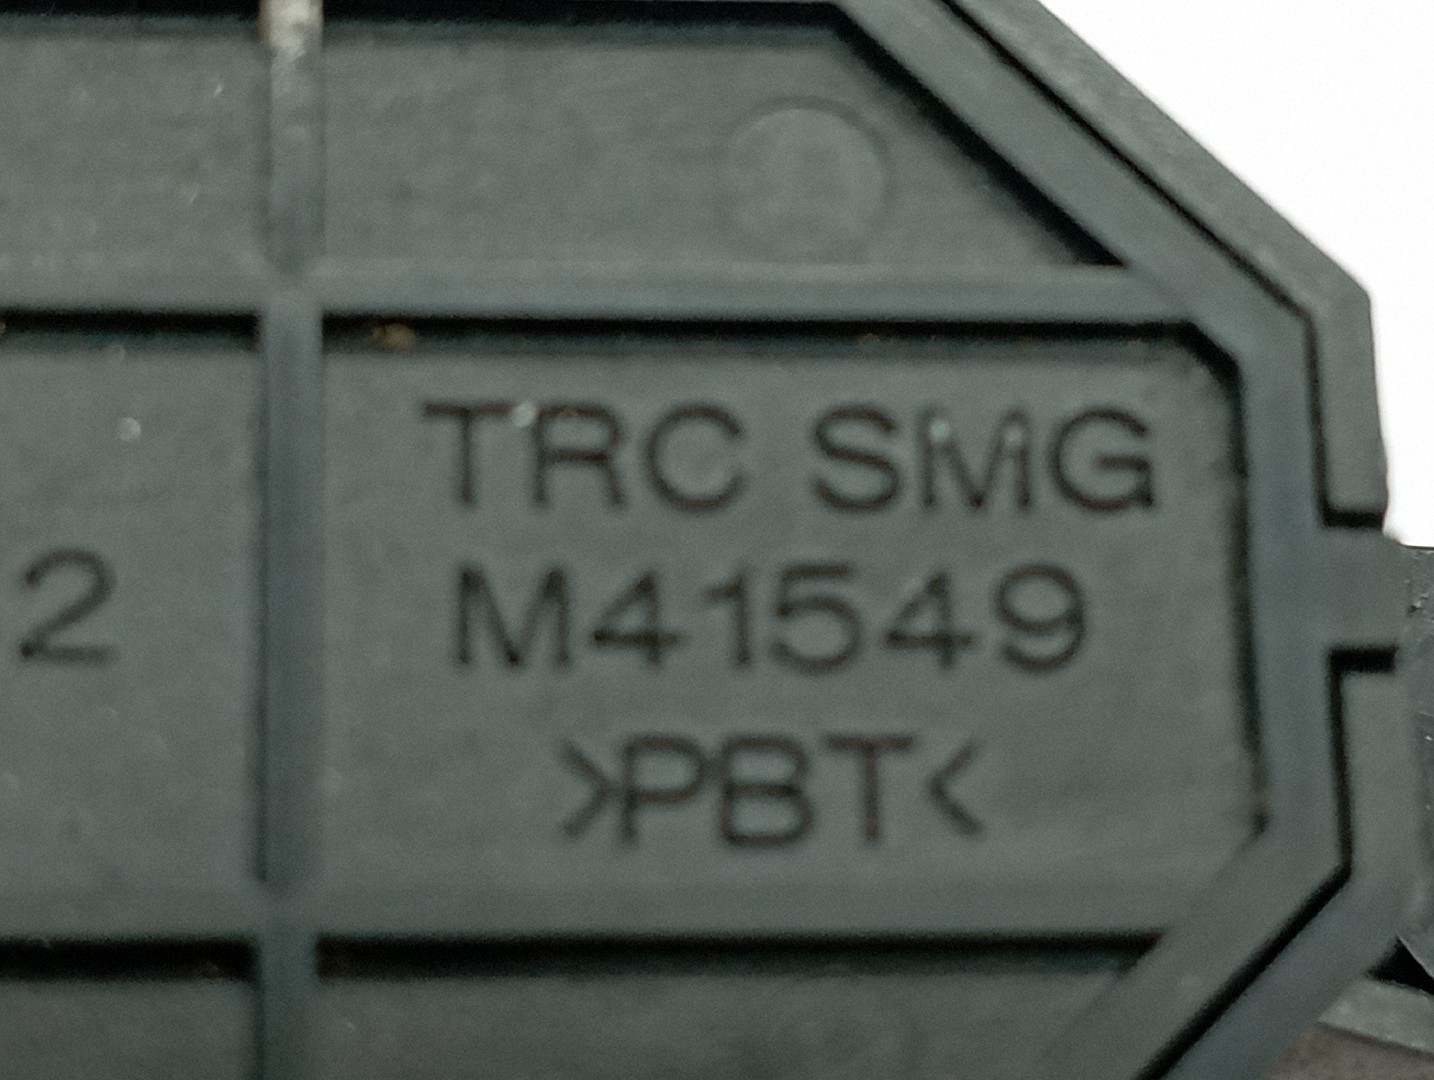 TRC SMG
2
M41549
>PBT<